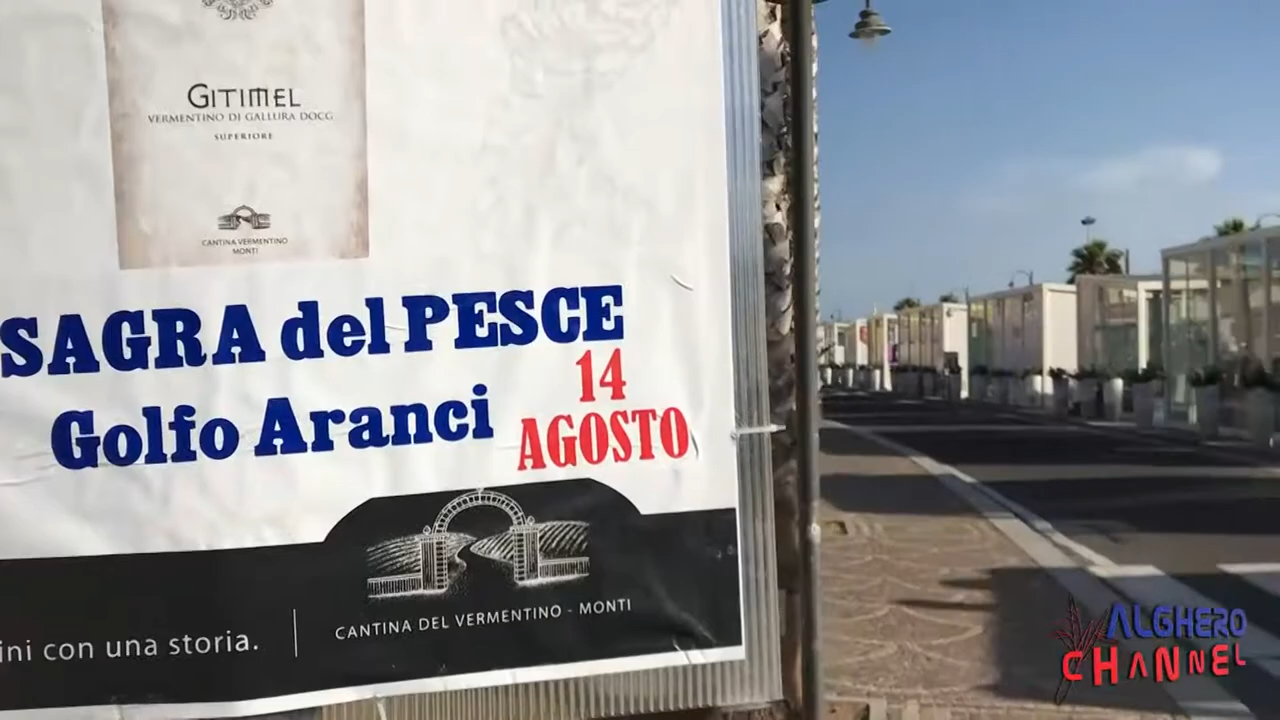 GITIMEL
VERMENTINO DI GALLURA DOCG
SUPERIORE
CANTINA VERMENTINO
MONTI
SAGRA del PESCE
Golfo Aranci
14
AGOSTO
ini con una storia.
CANTINA DEL VERMENTINO - MONTI
ALGHERO
CHANNEL